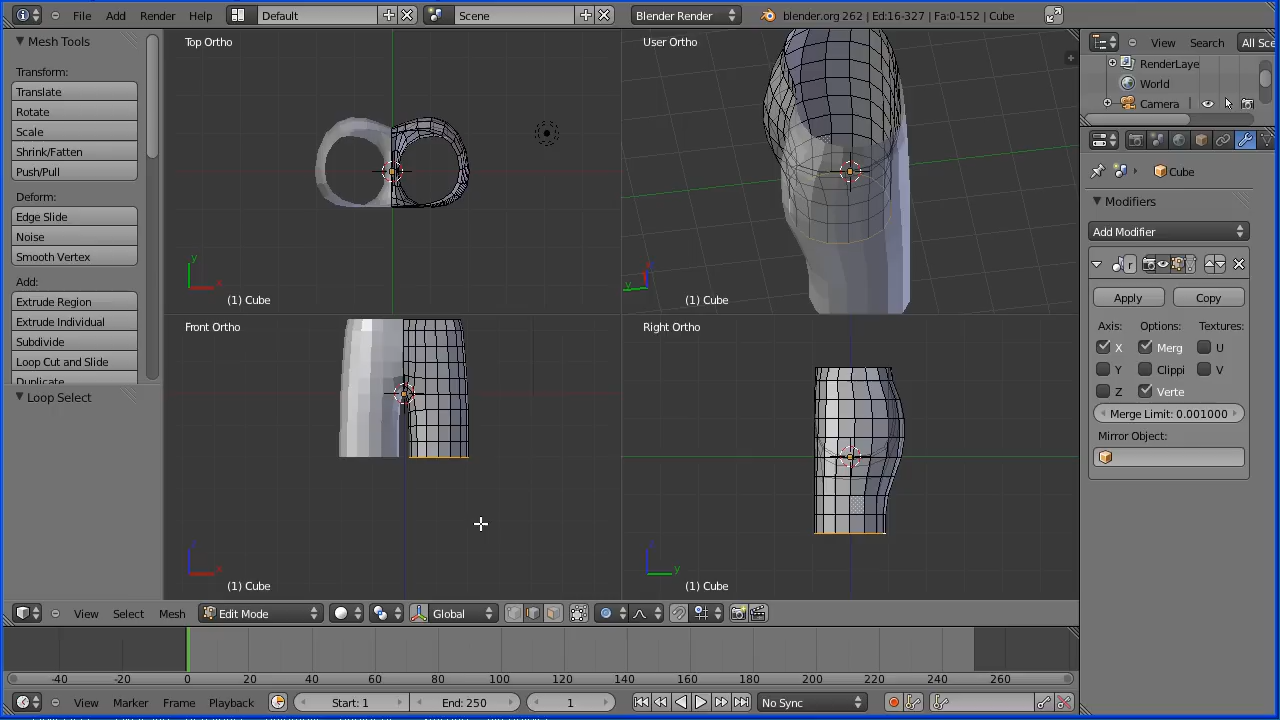 File Add Render Help Default Scene Blender Render blender.org 262 | Ed:16-327 | Fa:0-152 | Cube
Mesh Tools
Transform:
Translate
Rotate
Scale
Shrink/Fatten
Push/Pull
Deform:
Edge Slide
Noise
Smooth Vertex
Add:
Extrude Region
Extrude Individual
Subdivide
Loop Cut and Slide
Duplicate
Loop Select
Top Ortho
y
x
(1) Cube
User Ortho
y
(1) Cube
Front Ortho
x
(1) Cube
Right Ortho
y
(1) Cube
View Search All Sce
RenderLaye
World
Camera
Cube
Modifiers
Add Modifier
r
Apply Copy
Axis: Options: Textures:
X Merg U
Y Clippi V
Z Verte
Merge Limit: 0.001000
Mirror Object:
View Select Mesh Edit Mode Global
-40 -20 0 20 40 60 80 100 120 140 160 180 200 220 240 260
View Marker Frame Playback Start: 1 End: 250 1 No Sync